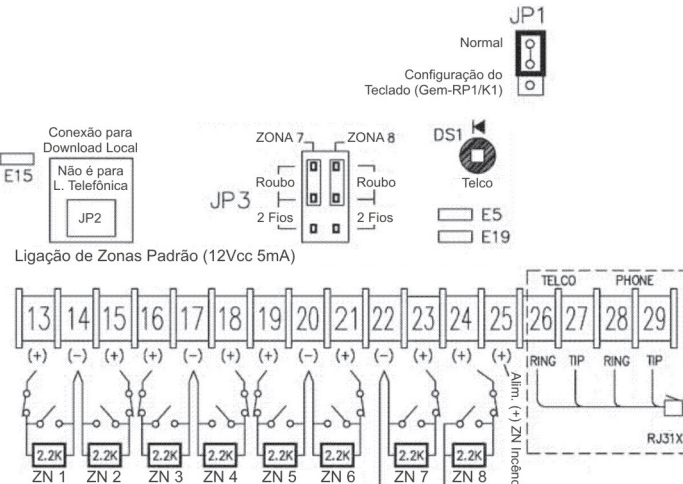 JP1
Normal
Configuração do
Teclado (Gem-RP1/K1)
Conexão para
Download Local
Não é para
L. Telefônica
JP2
E15
ZONA 7
ZONA 8
JP3
Roubo
Roubo
2 Fios
2 Fios
DS1
Telco
E5
E19
Ligação de Zonas Padrão (12Vcc 5mA)
TELCO PHONE
13 14 15 16 17 18 19 20 21 22 23 24 25 26 27 28 29
(+) (−) (+) (+) (−) (+) (+) (−) (+) (−) (+) (+) (+)
RING TIP RING TIP
Alim. (+) ZN Incênd
RJ31X
2.2K 2.2K 2.2K 2.2K 2.2K 2.2K 2.2K 2.2K
ZN 1 ZN 2 ZN 3 ZN 4 ZN 5 ZN 6 ZN 7 ZN 8